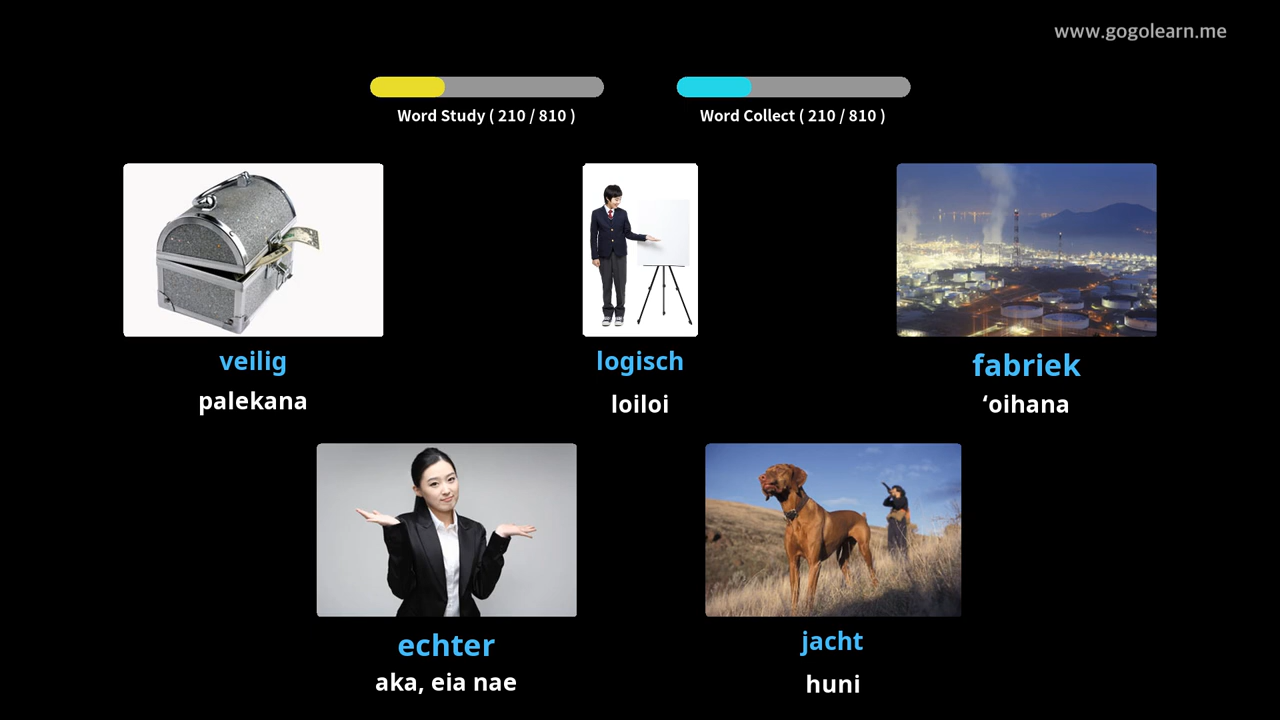 www.gogolearn.me
Word Study ( 210 / 810 )
Word Collect ( 210 / 810 )
veilig
palekana
logisch
loiloi
fabriek
ʻoihana
echter
aka, eia nae
jacht
huni